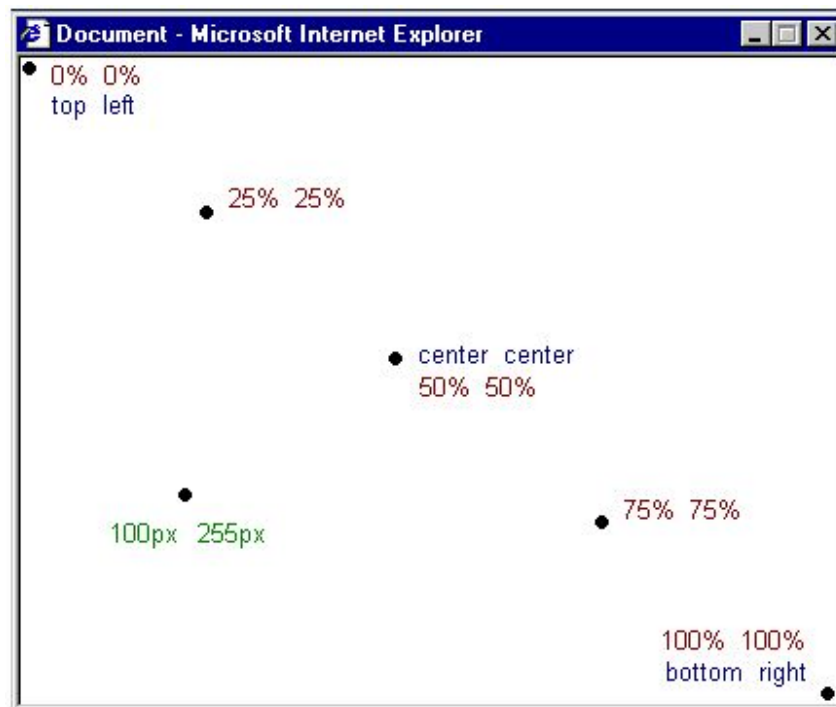 Document - Microsoft Internet Explorer
0% 0%
top left
25% 25%
center center
50% 50%
100px 255px
75% 75%
100% 100%
bottom right